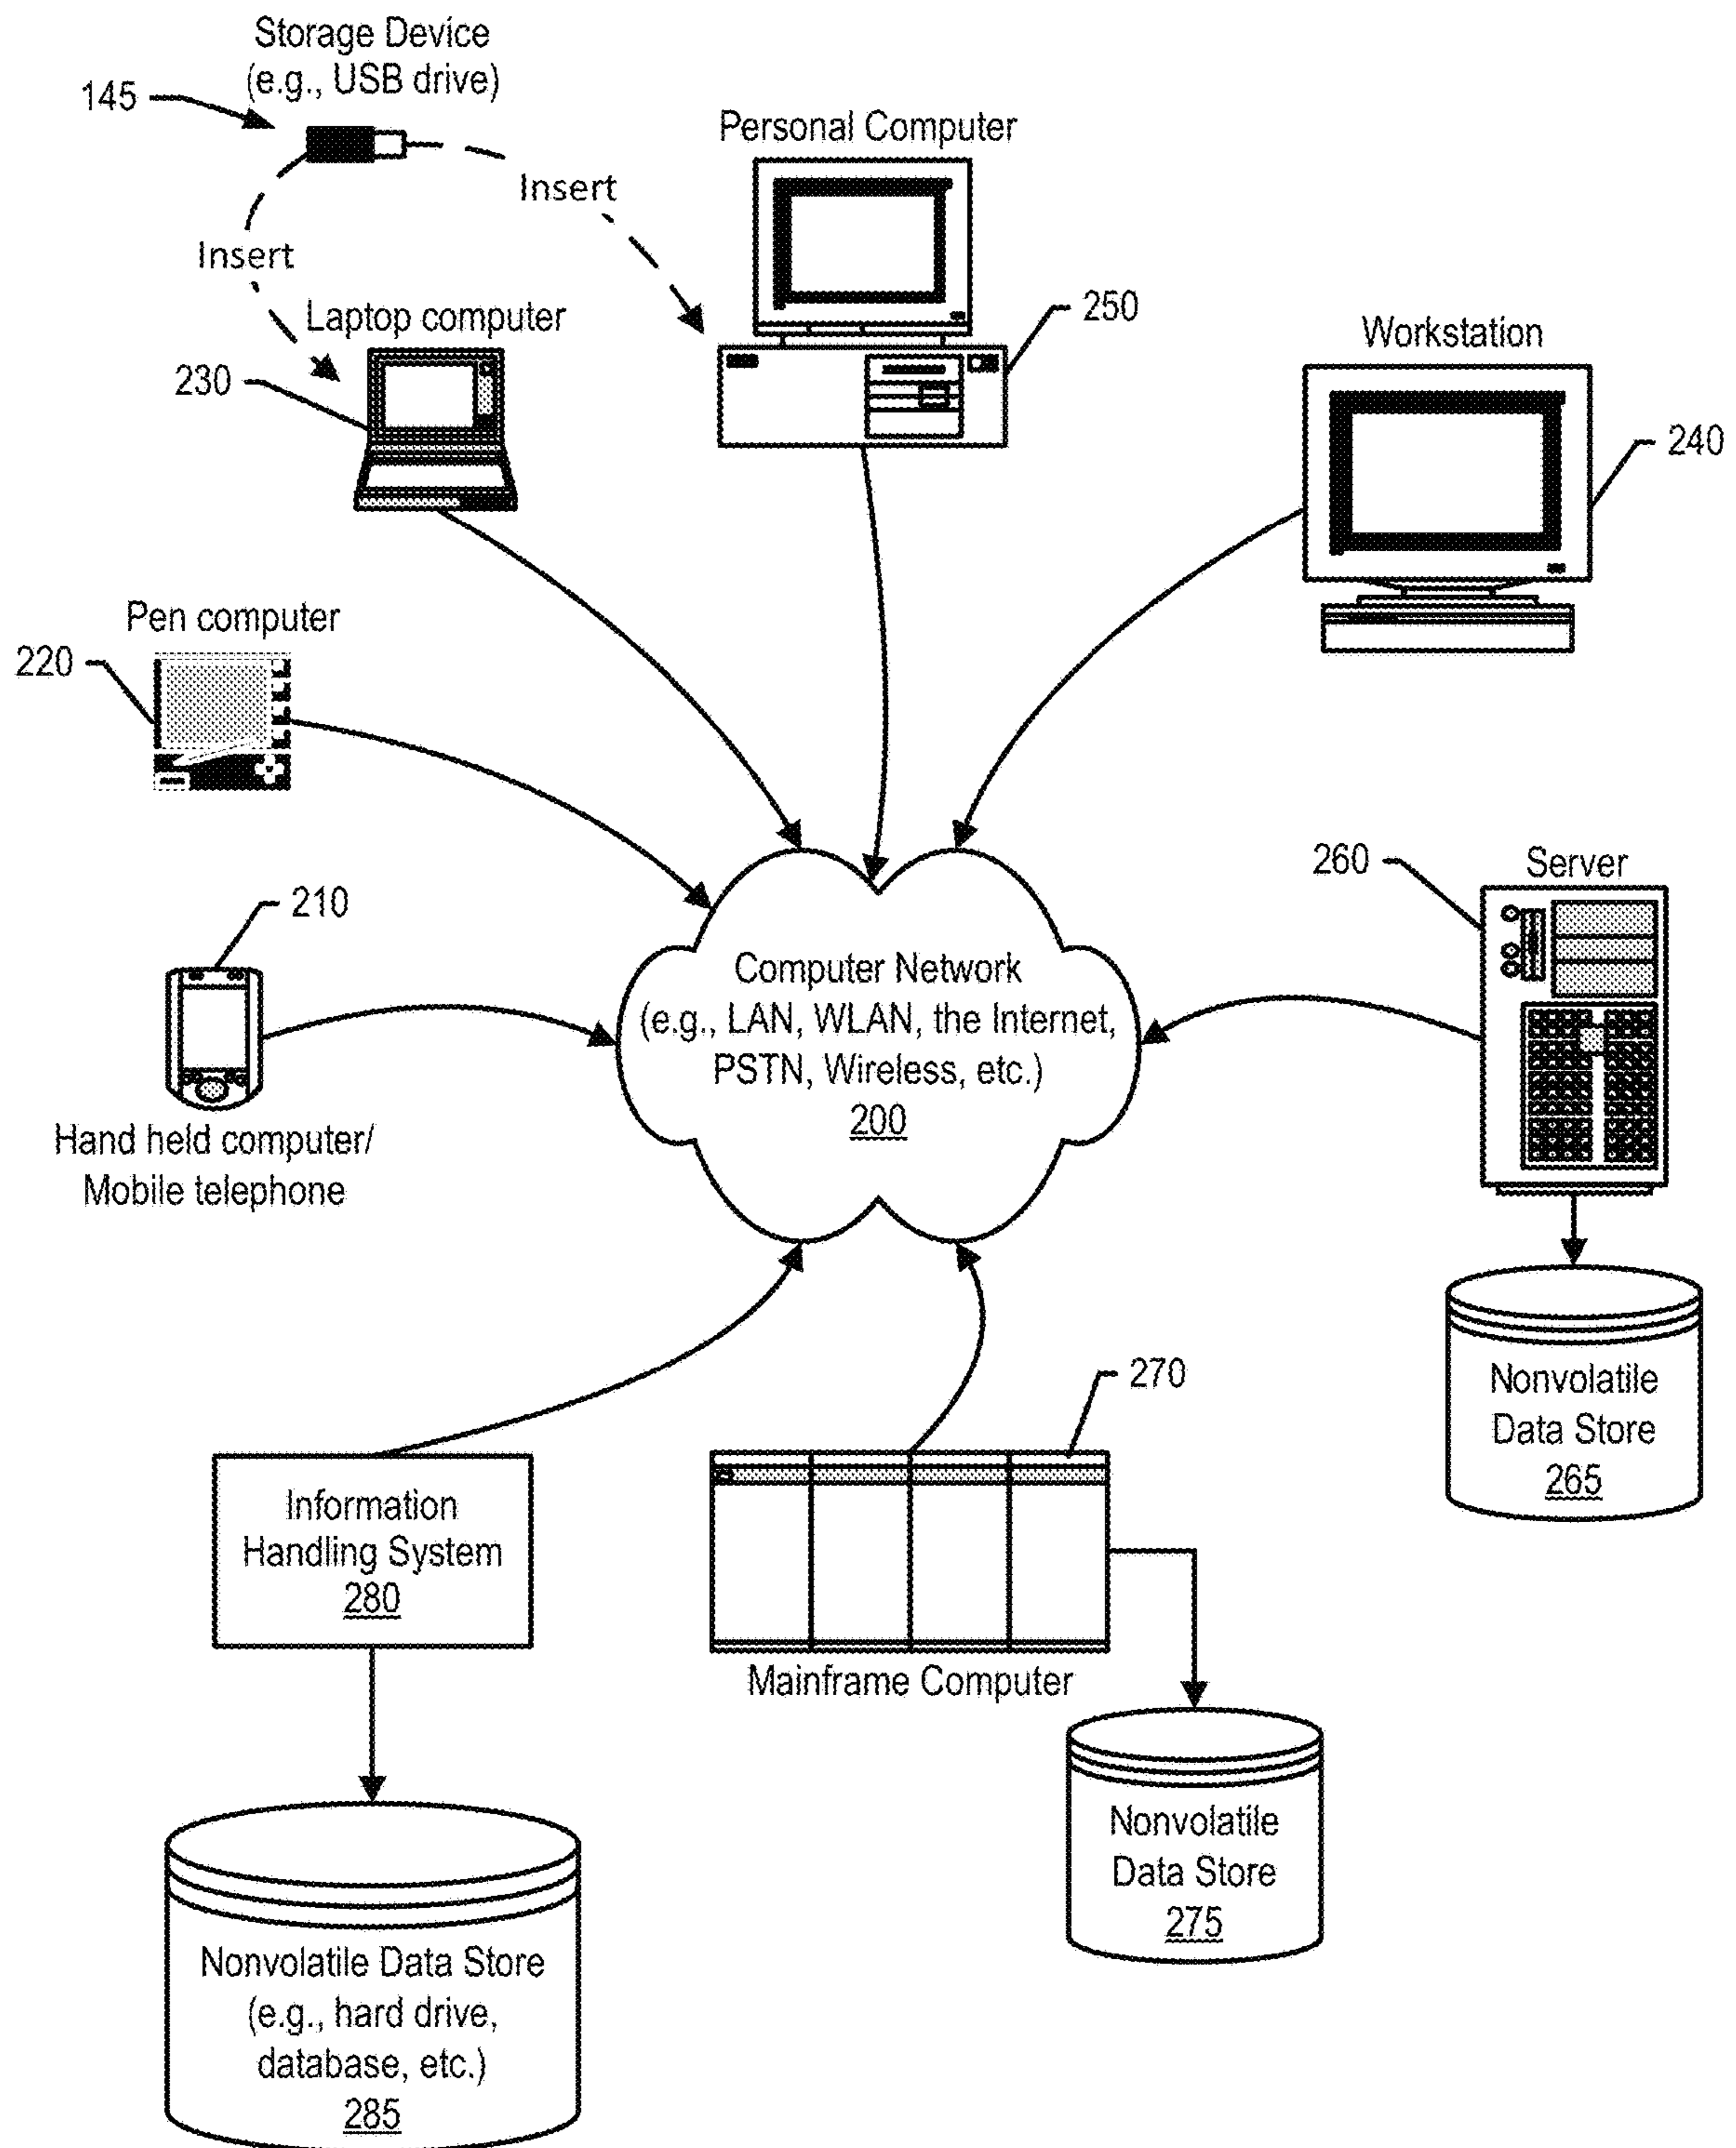 Storage Device
(e.g., USB drive)
145
Personal Computer
Insert
Insert
Laptop computer
250
Workstation
230
240
Pen computer
220
260
Server
210
Computer Network
(e.g., LAN, WLAN, the Internet,
PSTN, Wireless, etc.)
200
Hand held computer/
Mobile telephone
270
Nonvolatile
Data Store
265
Information
Handling System
280
Mainframe Computer
Nonvolatile
Data Store
275
Nonvolatile Data Store
(e.g., hard drive,
database, etc.)
285